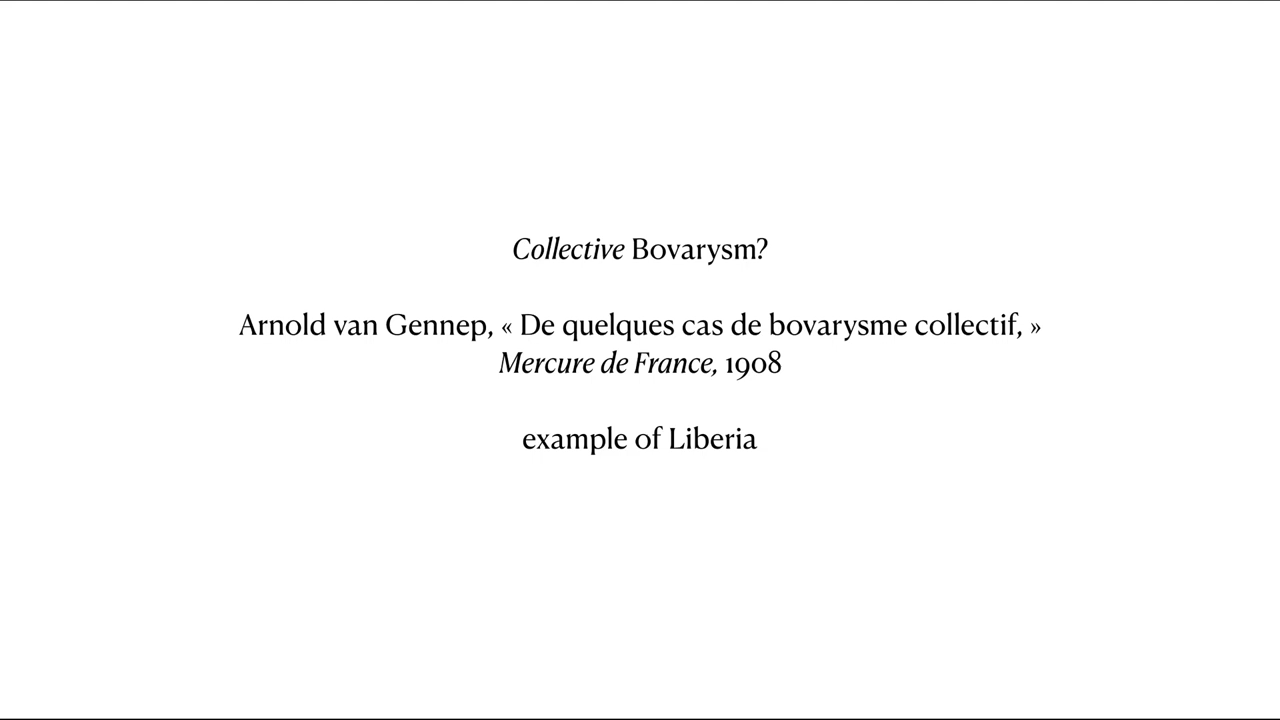 Collective Bovarysm?
Arnold van Gennep, « De quelques cas de bovarysme collectif, »
Mercure de France, 1908
example of Liberia